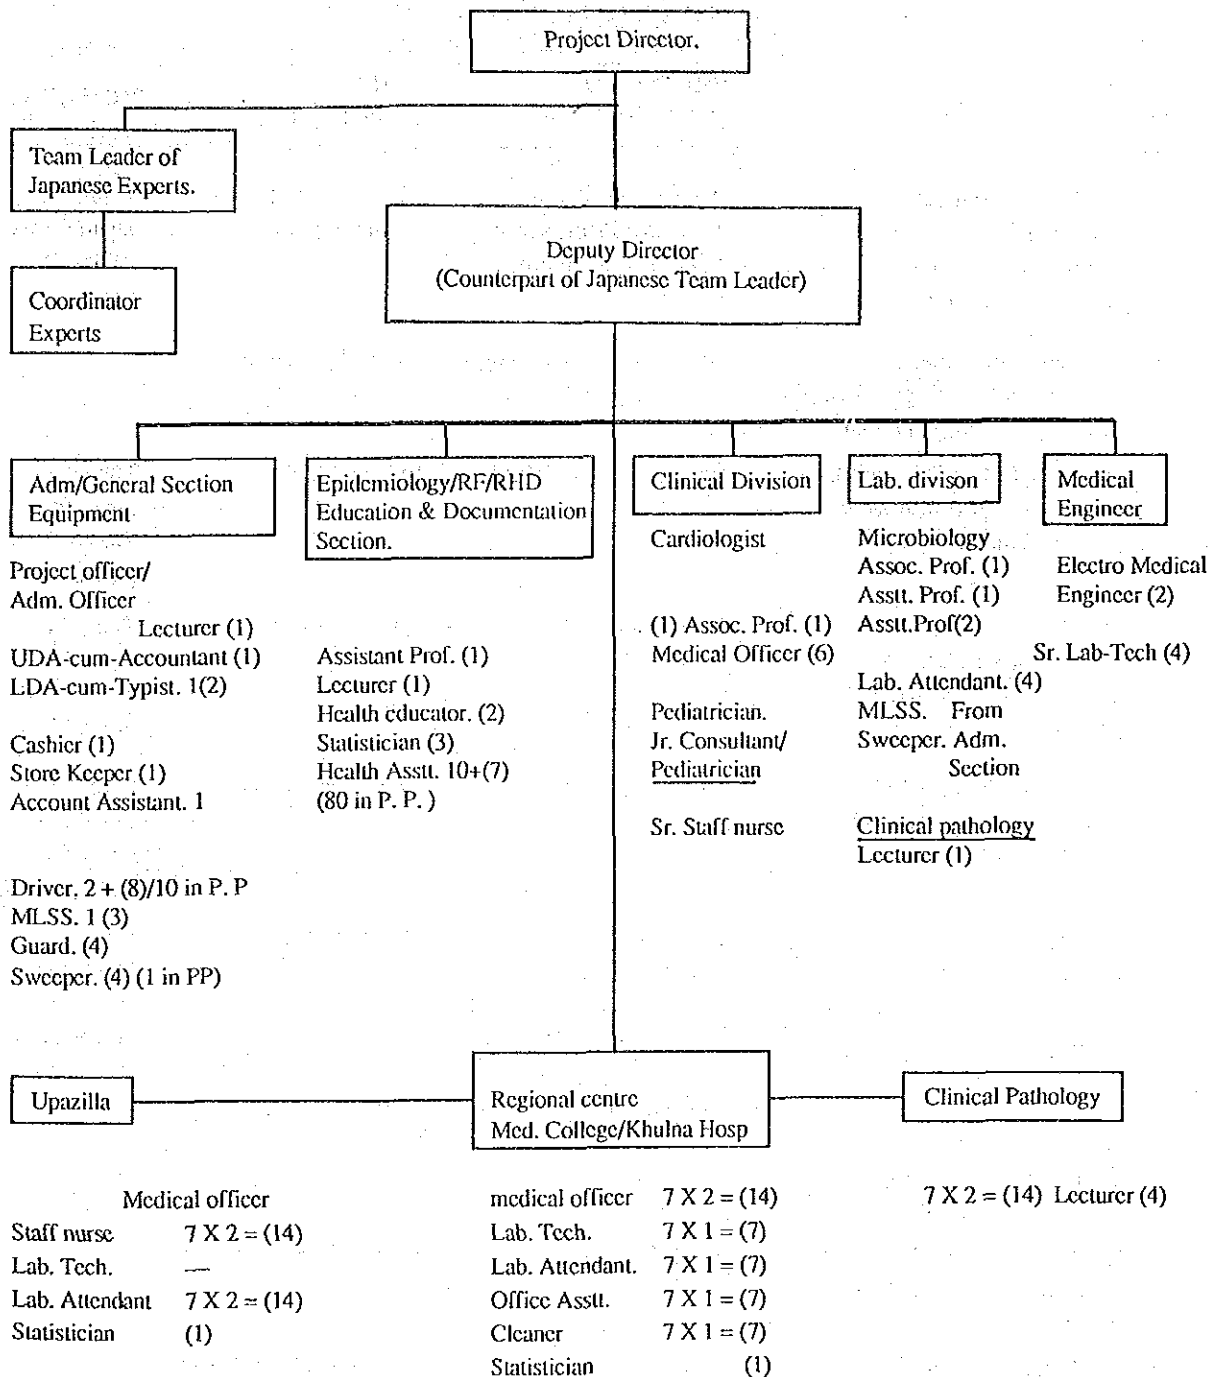 Project Director.
Team Leader of
Japanese Experts.
Deputy Director
(Counterpart of Japanese Team Leader)
Coordinator
Experts
Adm/General Section
Equipment
Project officer/
Adm. Officer
Lecturer (1)
UDA-cum-Accountant (1)
LDA-cum-Typist. 1(2)
Cashier (1)
Store Keeper (1)
Account Assistant. 1
Driver. 2 + (8)/10 in P. P
MLSS. 1 (3)
Guard. (4)
Sweeper. (4) (1 in PP)
Epidemiology/RF/RHD
Education & Documentation
Section.
Assistant Prof. (1)
Lecturer (1)
Health educator. (2)
Statistician (3)
Health Asstt. 10+(7)
(80 in P. P. )
Clinical Division
Cardiologist
(1) Assoc. Prof. (1)
Medical Officer (6)
Pediatrician.
Jr. Consultant/
Pediatrician
Sr. Staff nurse
Lab. divison
Microbiology
Assoc. Prof. (1)
Asstt. Prof. (1)
Asstt.Prof(2)
Lab. Attendant. (4)
MLSS. From
Sweeper. Adm.
Section
Clinical pathology
Lecturer (1)
Medical
Engineer
Electro Medical
Engineer (2)
Sr. Lab-Tech (4)
Upazilla
Regional centre
Med. College/Khulna Hosp
Clinical Pathology
Medical officer
Staff nurse 7 X 2 = (14)
Lab. Tech. —
Lab. Attendant 7 X 2 = (14)
Statistician (1)
medical officer 7 X 2 = (14)
Lab. Tech. 7 X 1 = (7)
Lab. Attendant. 7 X 1 = (7)
Office Asstt. 7 X 1 = (7)
Cleaner 7 X 1 = (7)
Statistician (1)
7 X 2 = (14) Lecturer (4)